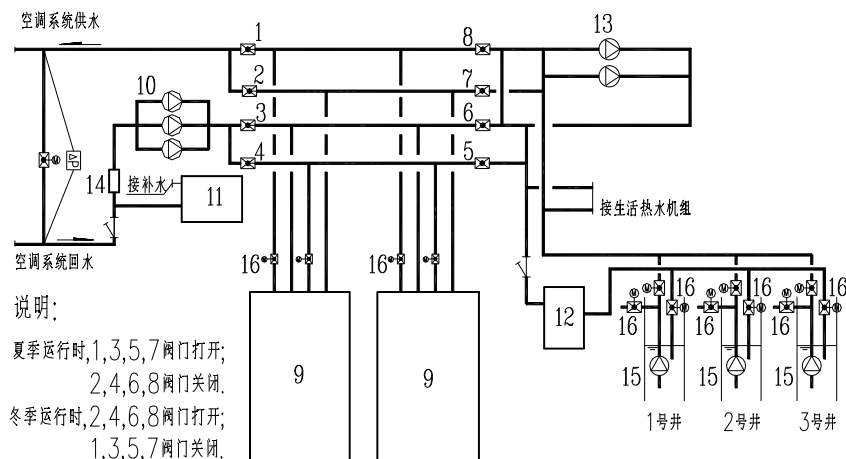 空调系统供水
1
8
13
10
2
7
3
6
4
5
M
ΔP
14
接补水
11
接生活热水机组
空调系统回水
16
M
M
16
M
M
12
M
M
16
M
16
M
M
16
M
16
M
M
16
M
16
说明:
夏季运行时,1,3,5,7阀门打开;
2,4,6,8阀门关闭.
冬季运行时,2,4,6,8阀门打开;
1,3,5,7阀门关闭.
9
9
15
15
15
1号井
2号井
3号井